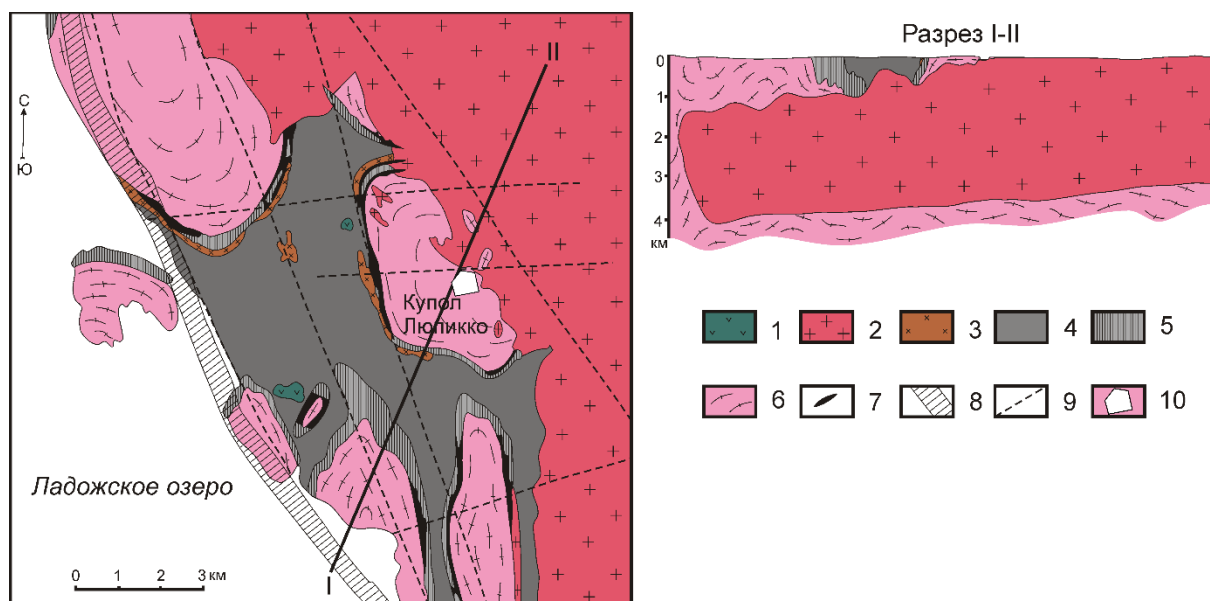 С
Ю
II
Купол
Люпикко
Ладожское озеро
I
0 1 2 3 км
Разрез I-II
0
1
2
3
4
км
1 2 3 4 5
6 7 8 9 10